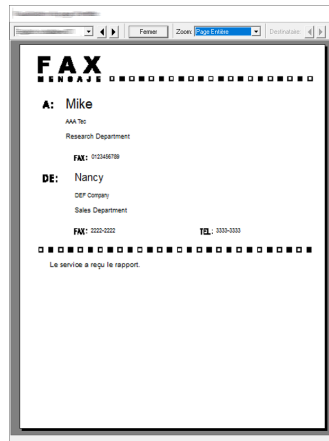 Fermer Zoom: Page Entière Destinataire:
FAX
MENSAJE
A: Mike
AAA Tec
Research Department
FAX: 0123456789
DE: Nancy
DEF Company
Sales Department
FAX: 2222-2222 TEL: 3333-3333
Le service a reçu le rapport.